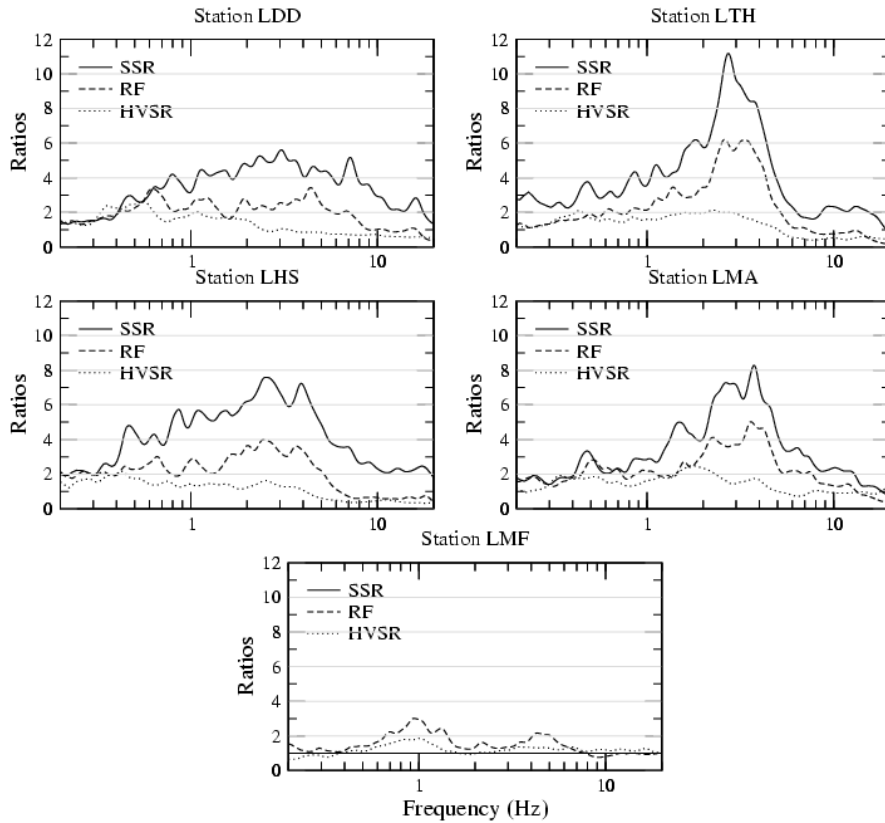 Station LDD
12
10
8
6
4
2
0
Ratios
SSR
RF
HVSR
1
10
Station LTH
12
10
8
6
4
2
0
Ratios
SSR
RF
HVSR
1
10
Station LHS
12
10
8
6
4
2
0
Ratios
SSR
RF
HVSR
1
10
Station LMA
12
10
8
6
4
2
0
Ratios
SSR
RF
HVSR
1
10
Station LMF
12
10
8
6
4
2
0
Ratios
SSR
RF
HVSR
1
10
Frequency (Hz)